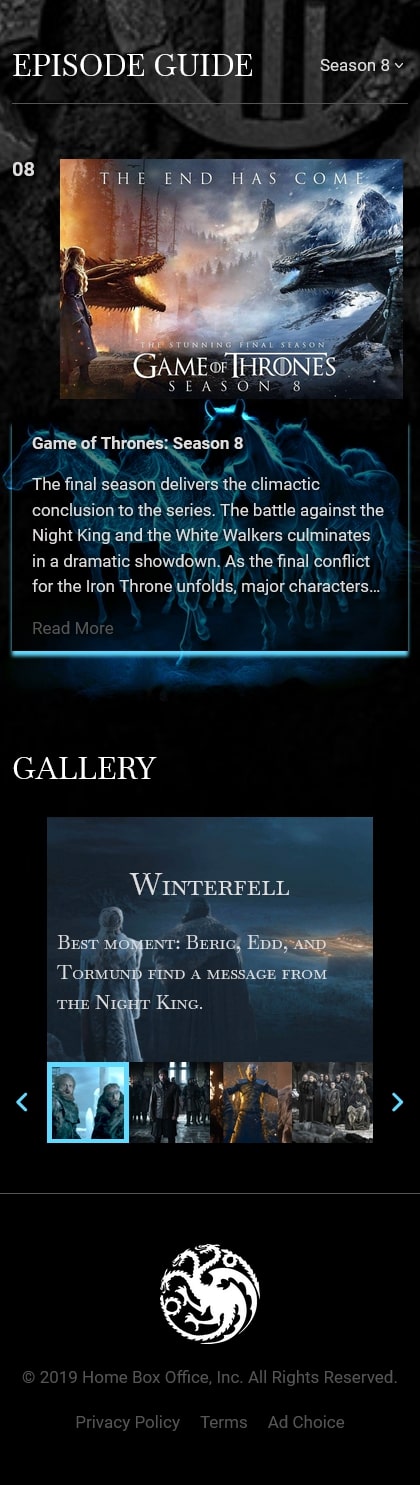 EPISODE GUIDE
Season 8
08
THE END HAS COME
THE STUNNING FINAL SEASON
GAME OF THRONES
SEASON 8
Game of Thrones: Season 8
The final season delivers the climactic
conclusion to the series. The battle against the
Night King and the White Walkers culminates
in a dramatic showdown. As the final conflict
for the Iron Throne unfolds, major characters…
Read More
GALLERY
Winterfell
Best moment: Beric, Edd, and
Tormund find a message from
the Night King.
© 2019 Home Box Office, Inc. All Rights Reserved.
Privacy Policy Terms Ad Choice